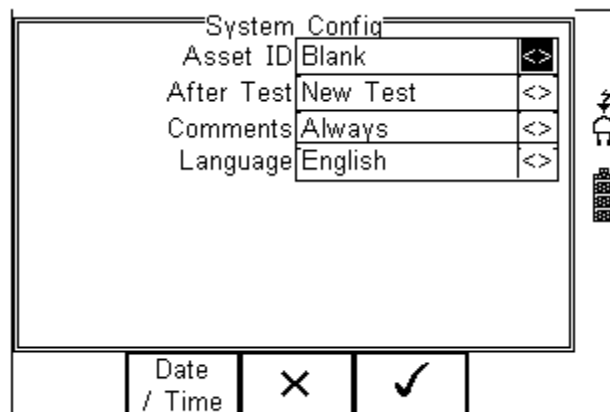 System Config
Asset ID Blank <>
After Test New Test <>
Comments Always <>
Language English <>
Date
/ Time